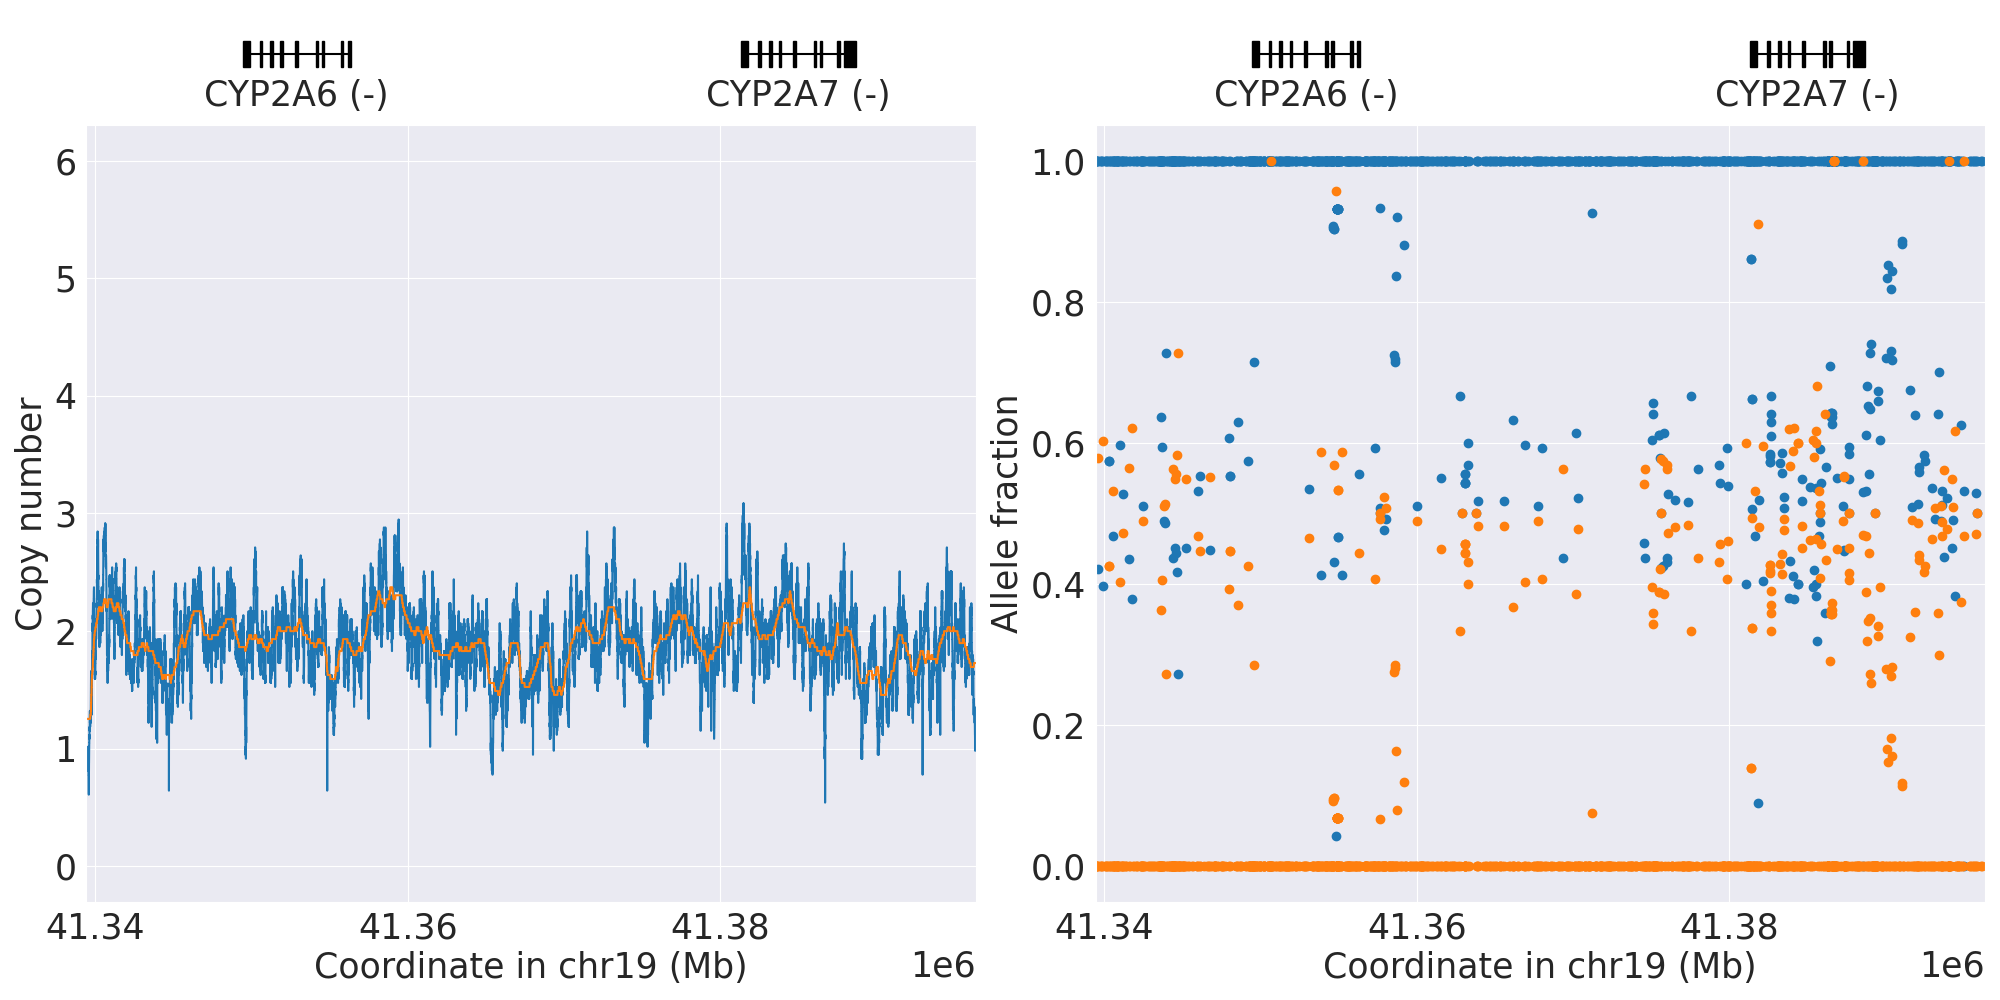 CYP2A6 (-) CYP2A7 (-)
CYP2A6 (-) CYP2A7 (-)
6
5
4
3
2
1
0
Copy number
41.34 41.36 41.38
Coordinate in chr19 (Mb) 1e6
1.0
0.8
0.6
0.4
0.2
0.0
Allele fraction
41.34 41.36 41.38
Coordinate in chr19 (Mb) 1e6